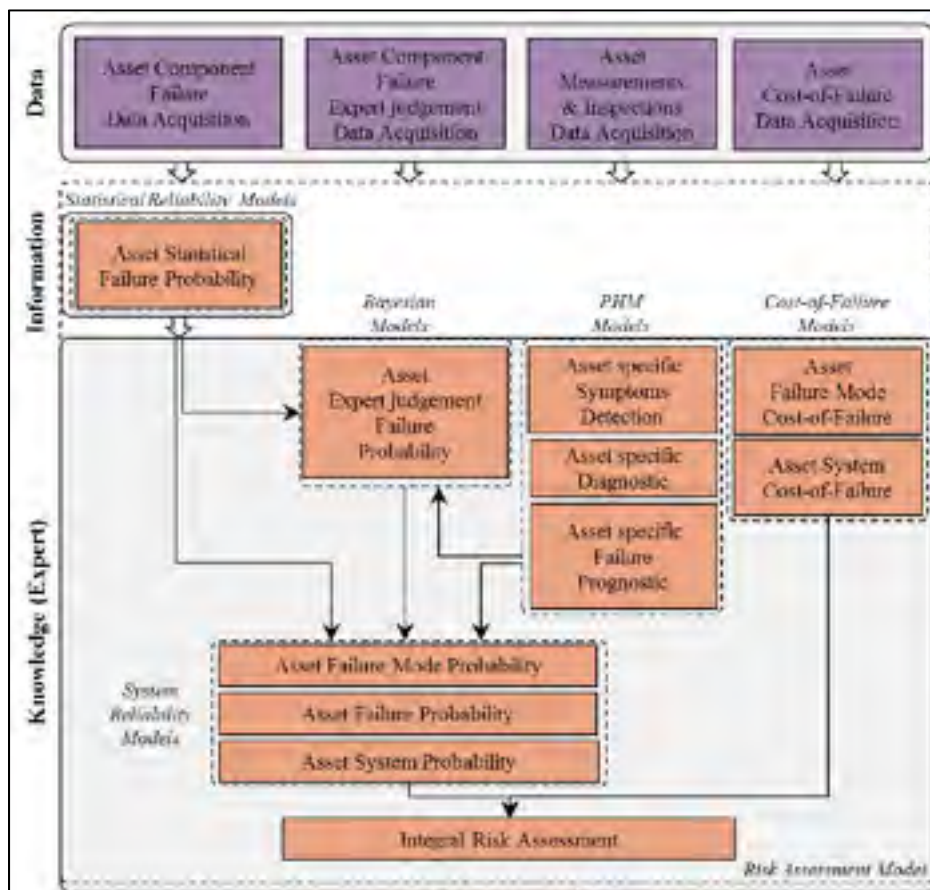 Data
Asset Component
Failure
Data Acquisition
Asset Component
Failure
Expert judgement
Data Acquisition
Asset
Measurements
& Inspections
Data Acquisition
Asset
Cost-of-Failure
Data Acquisition
Information
Statistical Reliability Models
Asset Statistical
Failure Probability
Bayesian
Models
PHM
Models
Cost-of-Failure
Models
Knowledge (Expert)
Asset
Expert judgement
Failure
Probability
Asset specific
Symptoms
Detection
Asset specific
Diagnostic
Asset specific
Failure
Prognostic
Asset
Failure Mode
Cost-of-Failure
Asset System
Cost-of-Failure
System
Reliability
Models
Asset Failure Mode Probability
Asset Failure Probability
Asset System Probability
Integral Risk Assessment
Risk Assessment Model